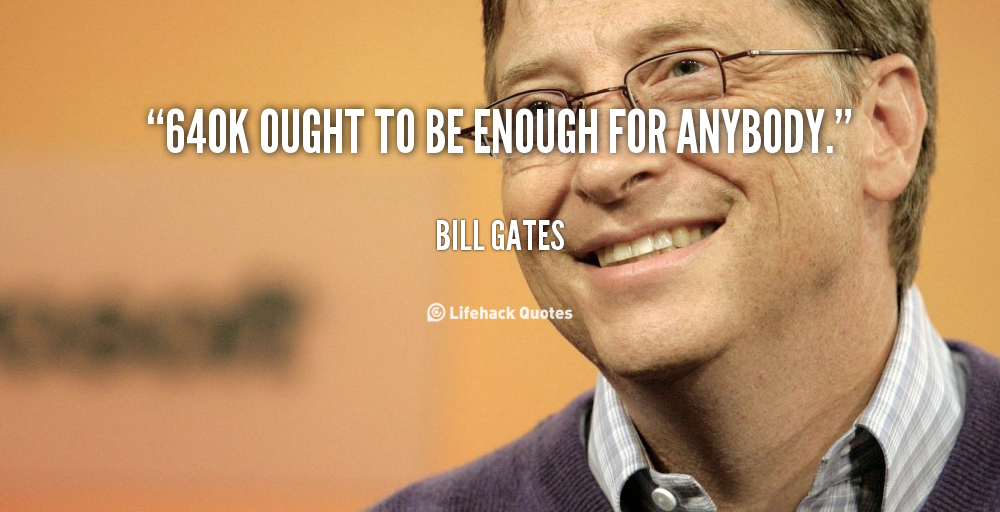 “640K OUGHT TO BE ENOUGH FOR ANYBODY.”
BILL GATES
Lifehack Quotes